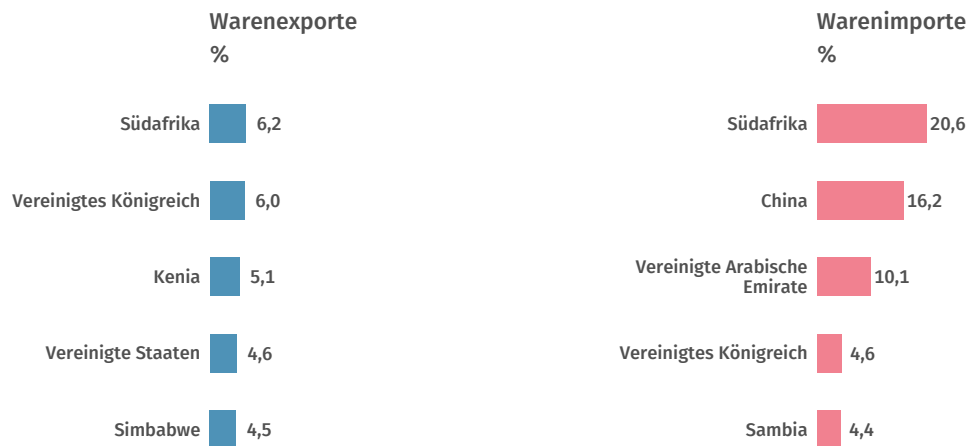 Warenexporte
%
Südafrika 6,2
Vereinigtes Königreich 6,0
Kenia 5,1
Vereinigte Staaten 4,6
Simbabwe 4,5
Warenimporte
%
Südafrika 20,6
China 16,2
Vereinigte Arabische
Emirate 10,1
Vereinigtes Königreich 4,6
Sambia 4,4